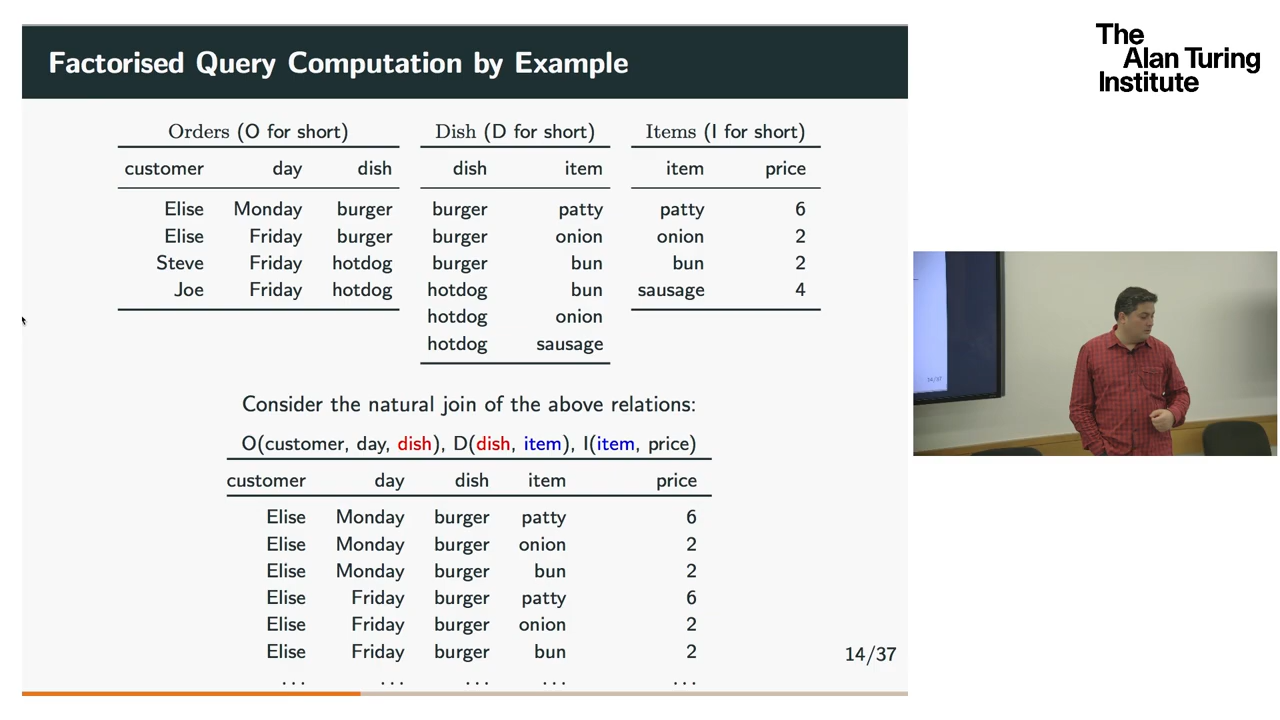 Factorised Query Computation by Example
The
Alan Turing
Institute
Orders (O for short) Dish (D for short) Items (I for short)
customer day dish dish item item price
Elise Monday burger burger patty patty 6
Elise Friday burger burger onion onion 2
Steve Friday hotdog burger bun bun 2
Joe Friday hotdog hotdog bun sausage 4
hotdog onion
hotdog sausage
Consider the natural join of the above relations:
O(customer, day, dish), D(dish, item), I(item, price)
customer day dish item price
Elise Monday burger patty 6
Elise Monday burger onion 2
Elise Monday burger bun 2
Elise Friday burger patty 6
Elise Friday burger onion 2
Elise Friday burger bun 2
... ... ... ... ...
14/37
14/37